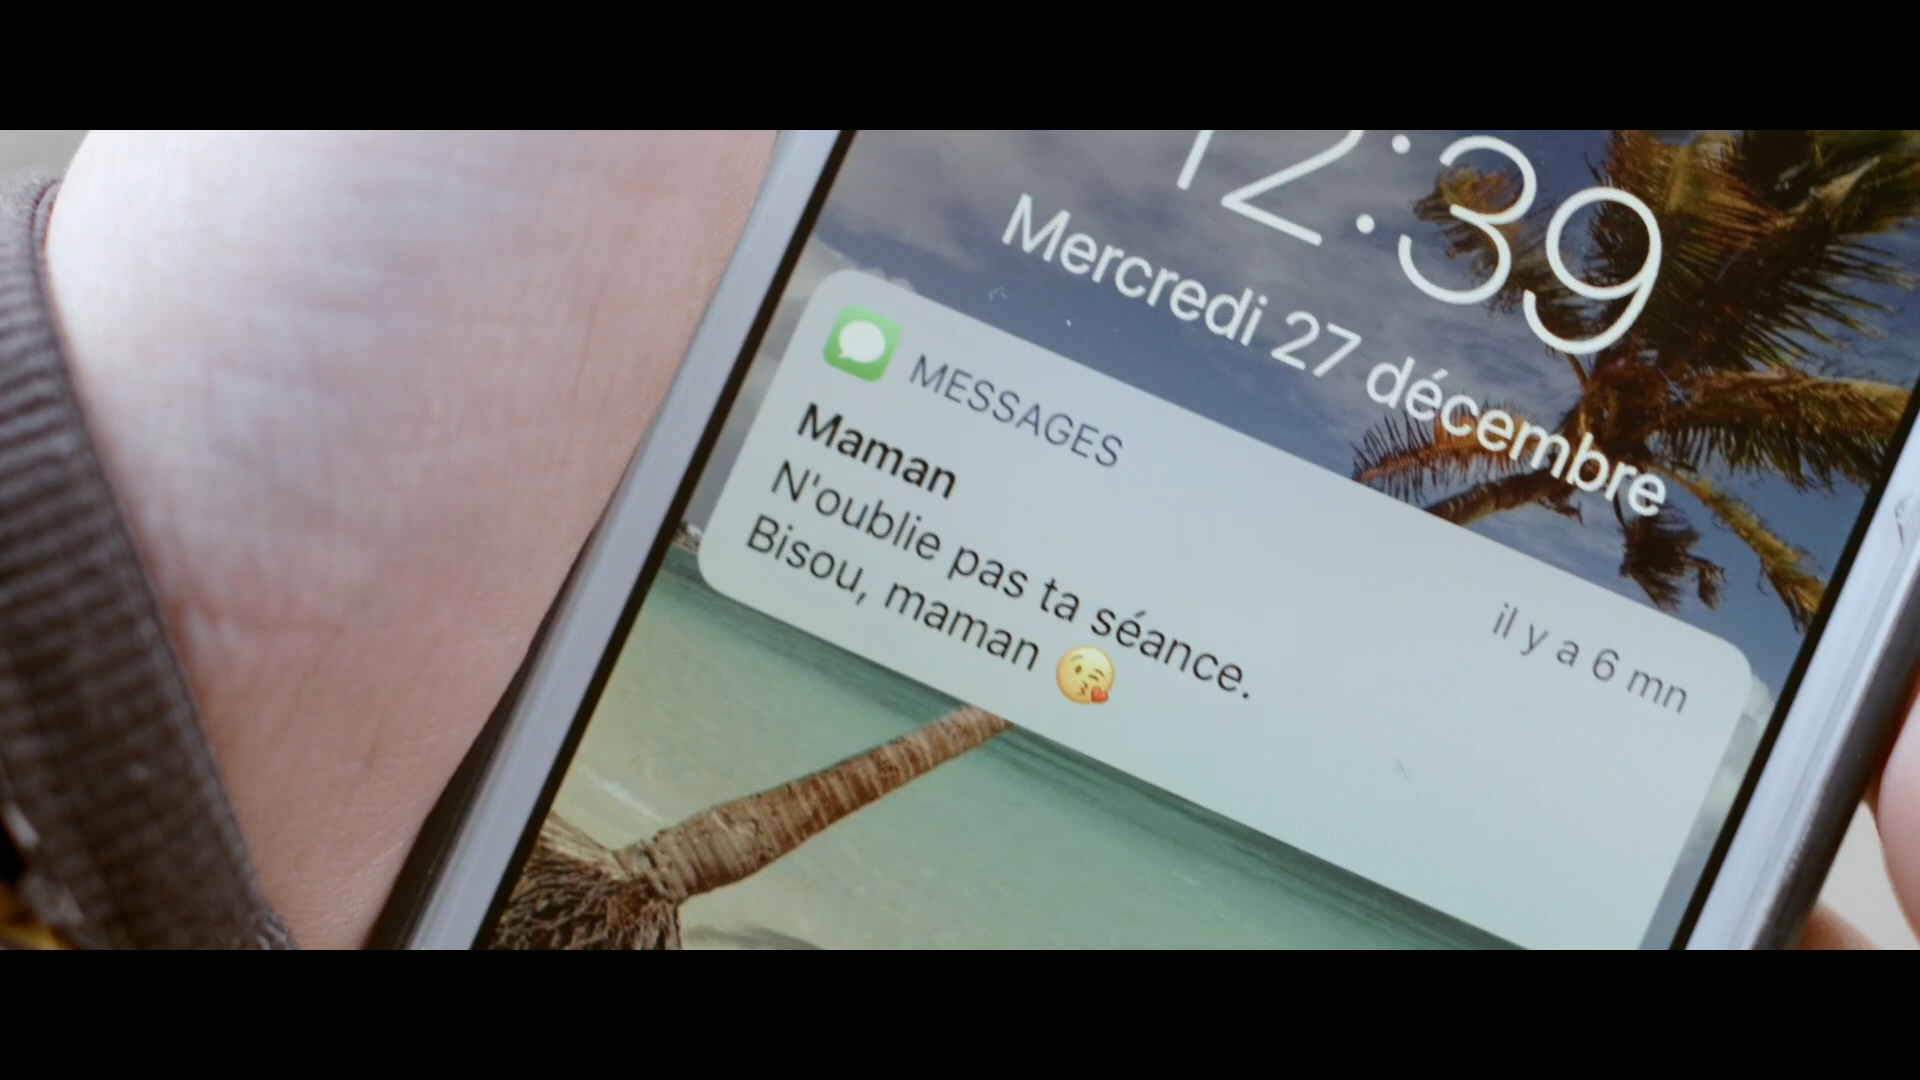 12:39
Mercredi 27 décembre
MESSAGES
il y a 6 mn
Maman
N'oublie pas ta séance.
Bisou, maman 😘